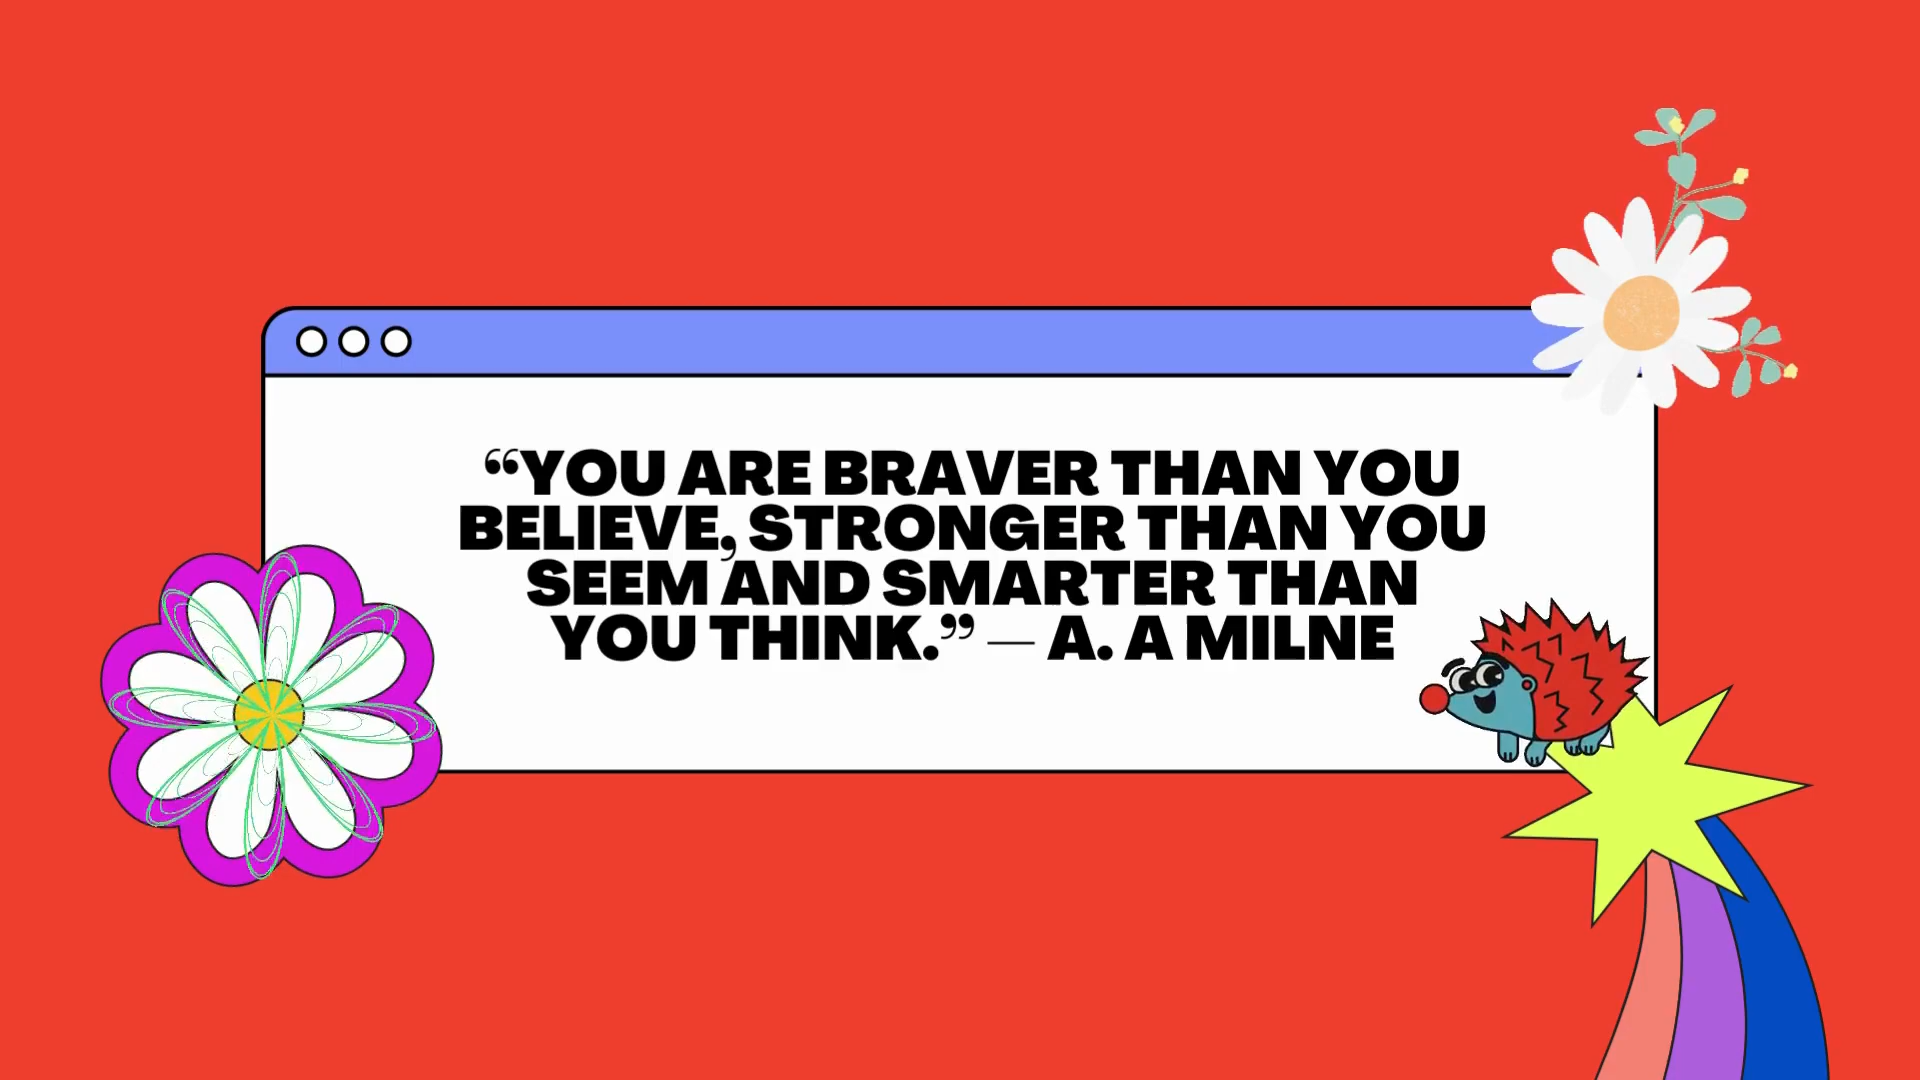 “YOU ARE BRAVER THAN YOU
BELIEVE, STRONGER THAN YOU
SEEM AND SMARTER THAN
YOU THINK.” — A. A MILNE